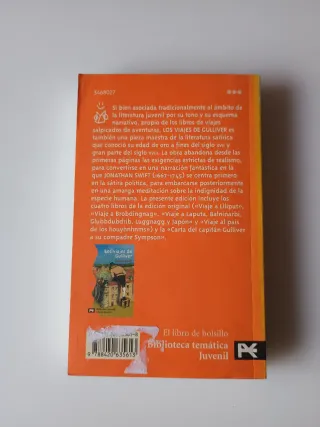 Si bien asociada tradicionalmente al ámbito de
la literatura juvenil por su tono y su esquema
narrativo, propio de los libros de viajes
salpicados de aventuras, LOS VIAJES DE GULLIVER es
también una pieza maestra de la literatura satírica
que conoció su edad de oro a fines del siglo XVII y
gran parte del siglo XVIII. La obra abandona desde las
primeras páginas las exigencias estrictas de realismo,
para convertirse en una narración fantástica en
la que JONATHAN SWIFT (1667-1745) se centra primero
en la sátira política, para embarcarse posteriormente
en una amarga meditación sobre la indignidad de la
especie humana. La presente edición incluye los
cuatro libros de la edición original («Viaje a Liliput»,
«Viaje a Brobdingnag», «Viaje a Laputa, Balnibarbi,
Glubbdubdrib, Luggnagg y Japón» y «Viaje al país
de los houyhnhnms») y la «Carta del capitán Gulliver
a su compadre Sympson».
El libro de bolsillo
Biblioteca temática
Juvenil
9 788420 635613